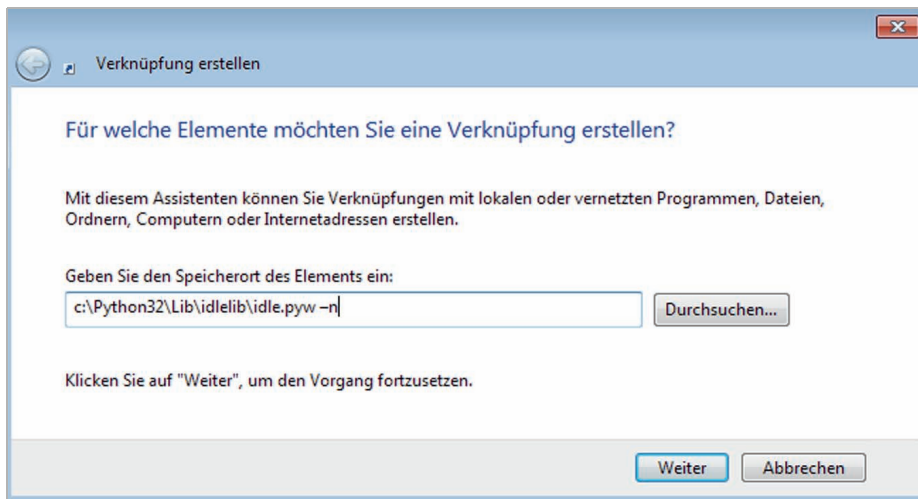 Verknüpfung erstellen
Für welche Elemente möchten Sie eine Verknüpfung erstellen?
Mit diesem Assistenten können Sie Verknüpfungen mit lokalen oder vernetzten Programmen, Dateien,
Ordnern, Computern oder Internetadressen erstellen.
Geben Sie den Speicherort des Elements ein:
c:\Python32\Lib\idlelib\idle.pyw –n
Durchsuchen...
Klicken Sie auf "Weiter", um den Vorgang fortzusetzen.
Weiter
Abbrechen